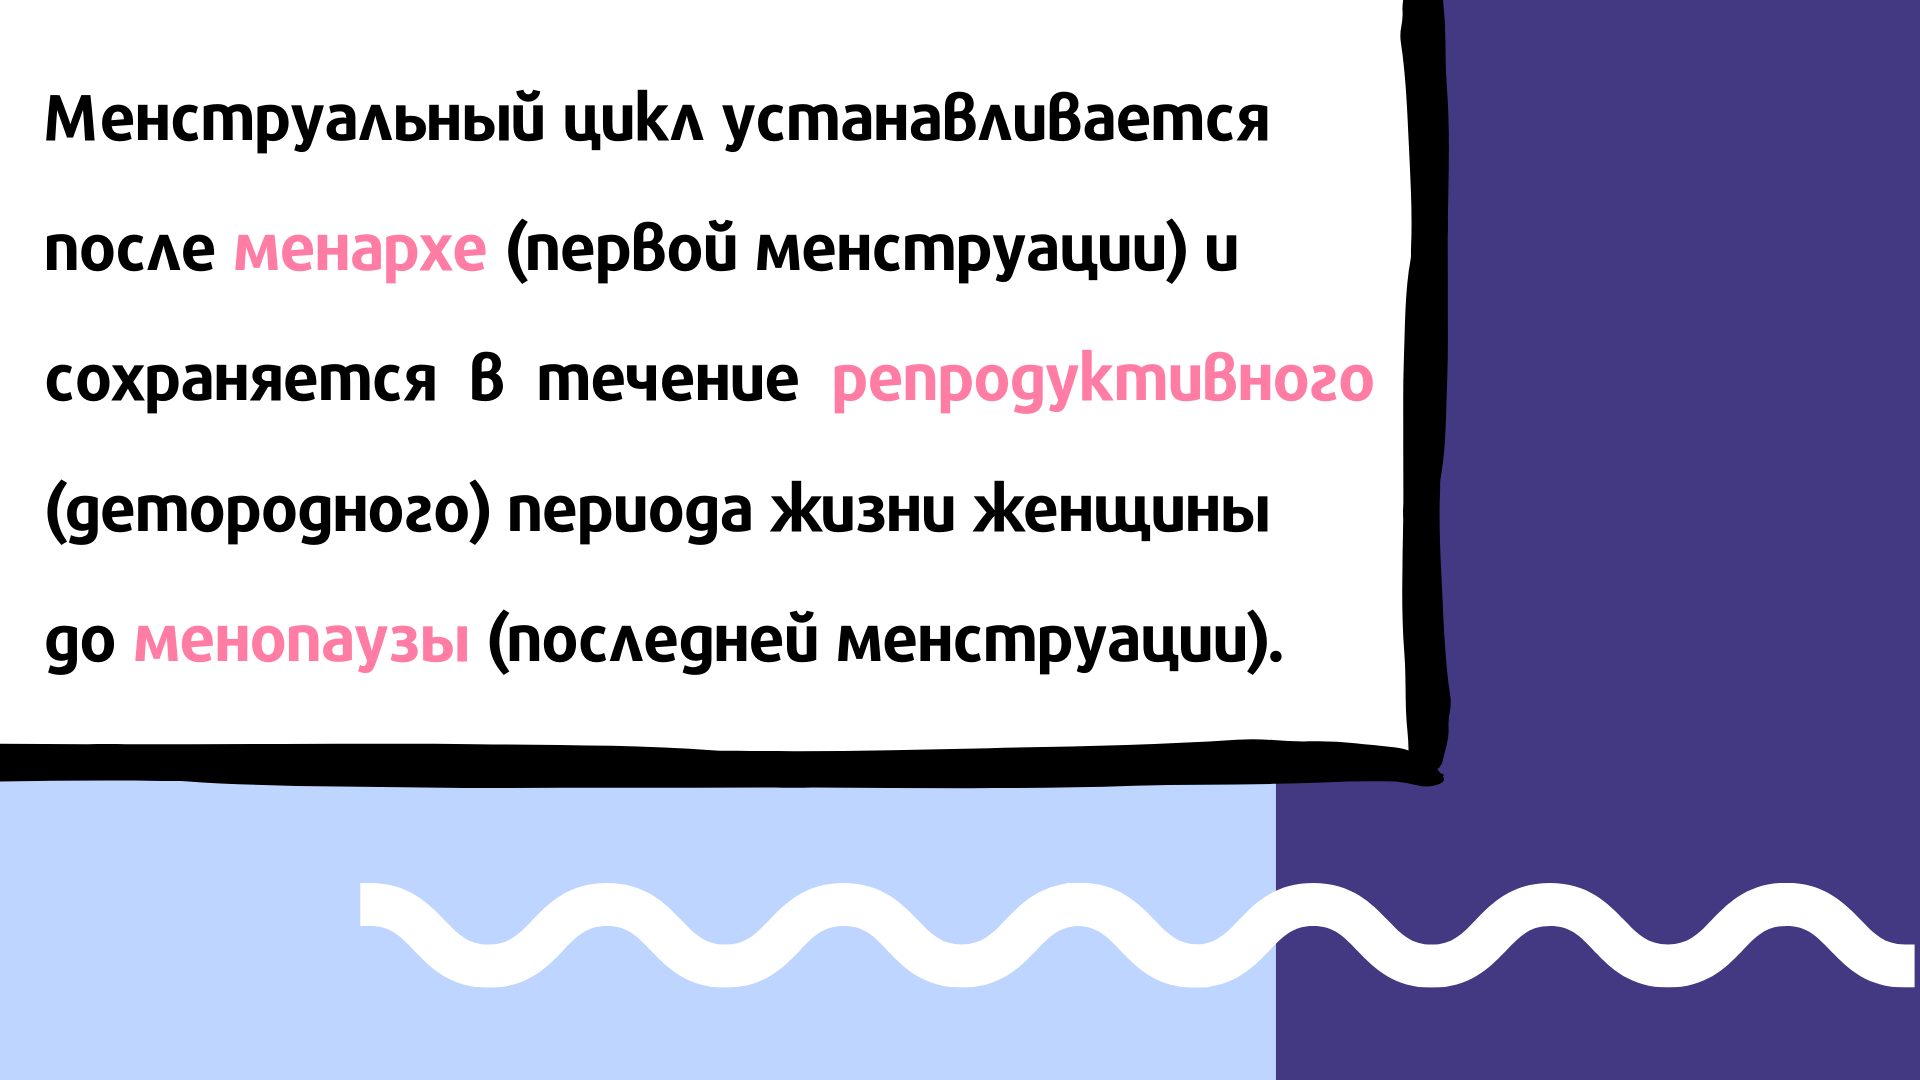 Менструальный цикл устанавливается
после менархе (первой менструации) и
сохраняется в течение репродуктивного
(детородного) периода жизни женщины
до менопаузы (последней менструации).